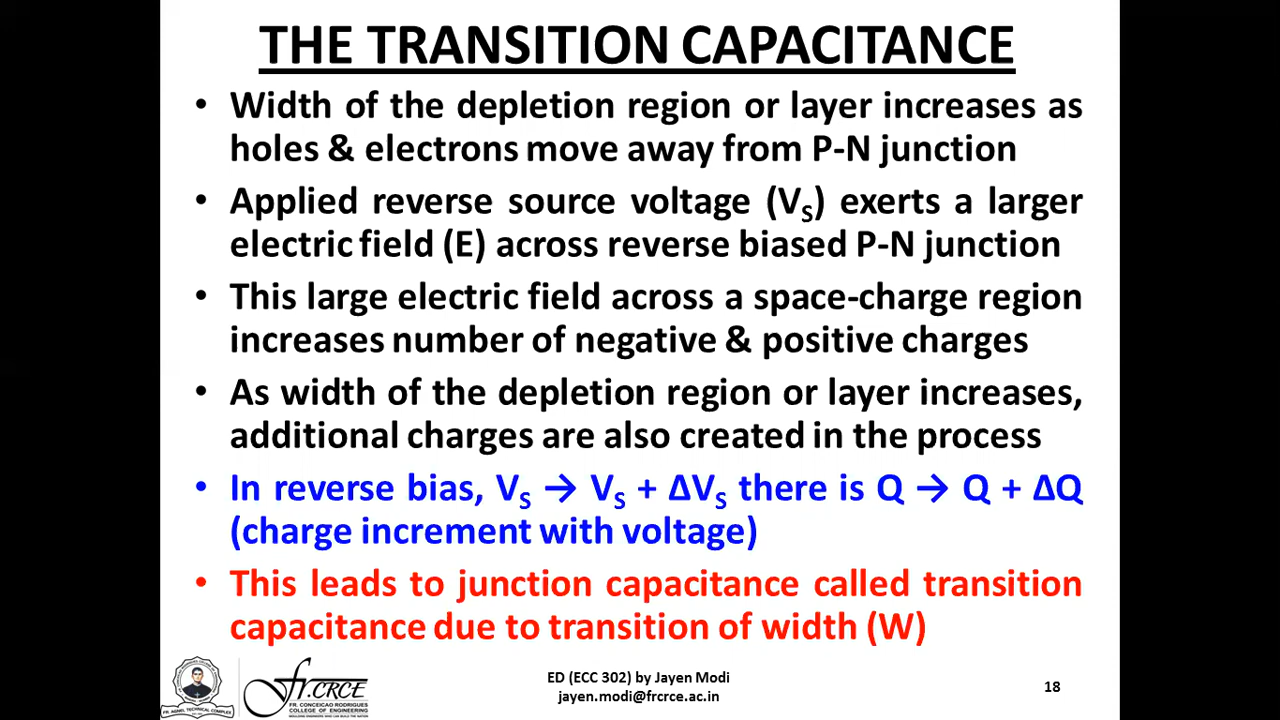 THE TRANSITION CAPACITANCE
• Width of the depletion region or layer increases as
holes & electrons move away from P-N junction
• Applied reverse source voltage (VS) exerts a larger
electric field (E) across reverse biased P-N junction
• This large electric field across a space-charge region
increases number of negative & positive charges
• As width of the depletion region or layer increases,
additional charges are also created in the process
• In reverse bias, VS → VS + ΔVS there is Q → Q + ΔQ
(charge increment with voltage)
• This leads to junction capacitance called transition
capacitance due to transition of width (W)
fr.CRCE
FR. CONCEICAO RODRIGUES
COLLEGE OF ENGINEERING
ED (ECC 302) by Jayen Modi
jayen.modi@frcrce.ac.in
18